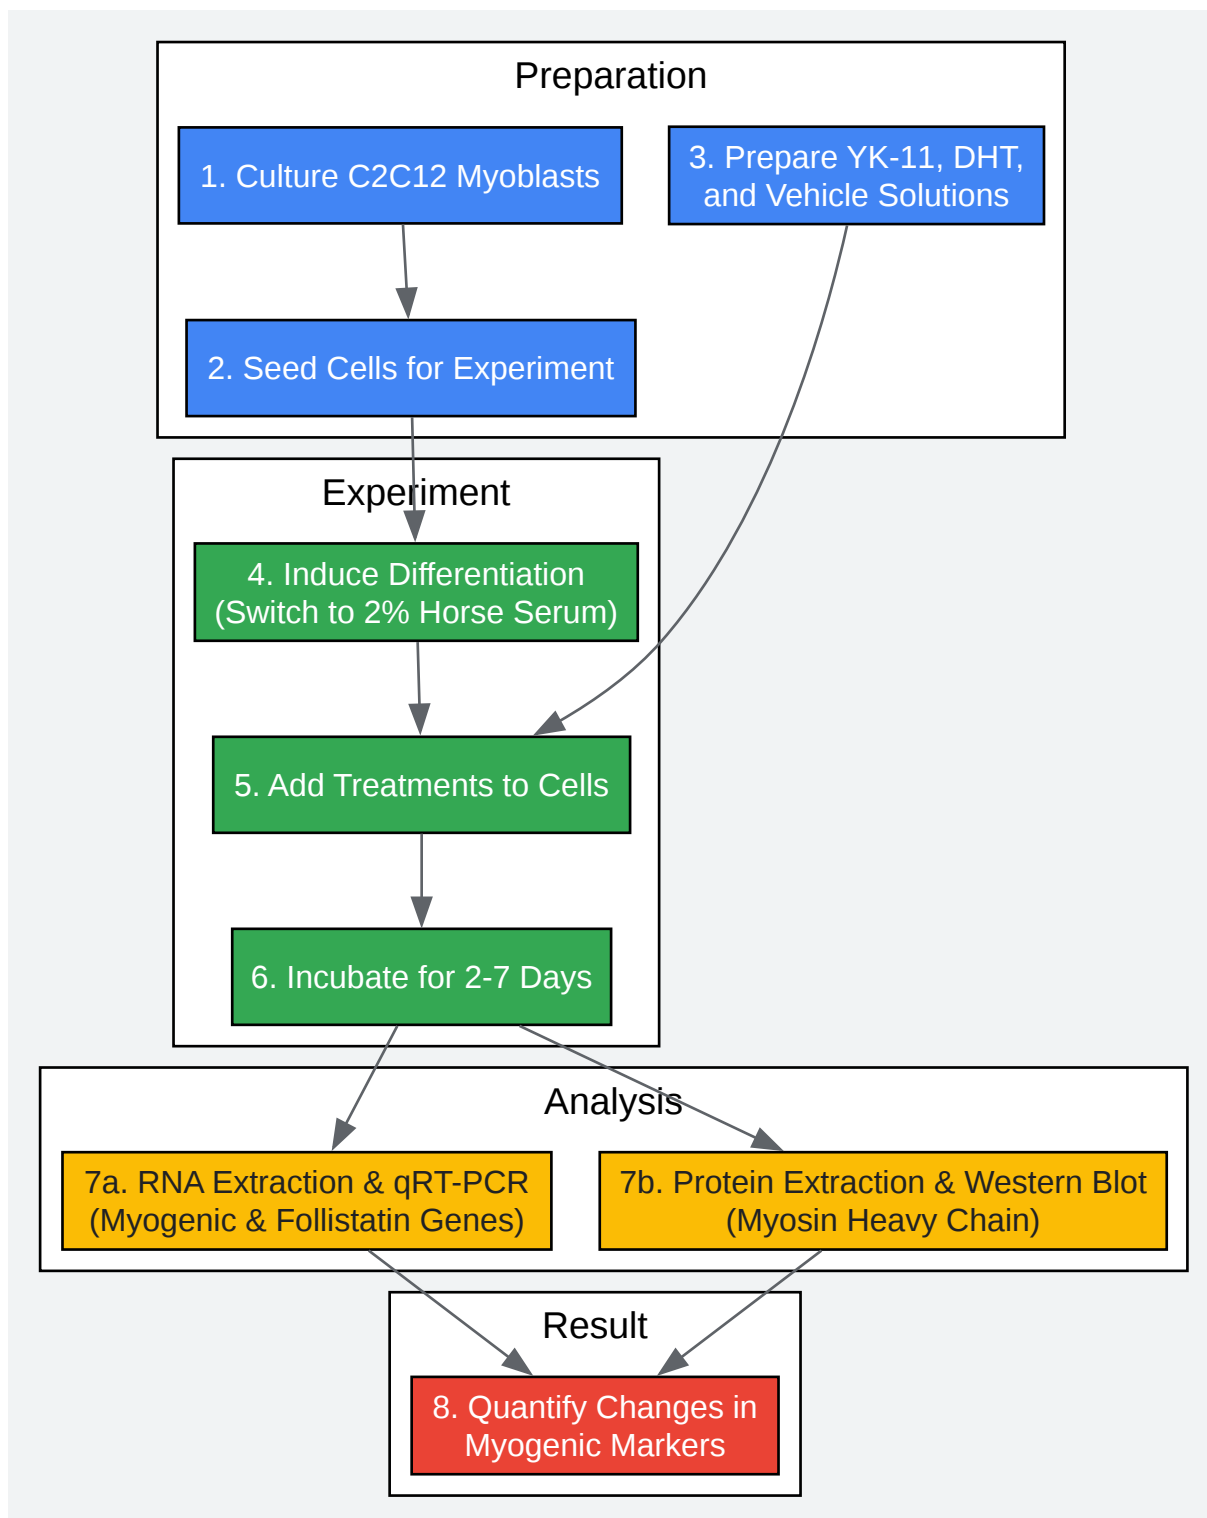 Preparation
1. Culture C2C12 Myoblasts
3. Prepare YK-11, DHT,
and Vehicle Solutions
2. Seed Cells for Experiment
Experiment
4. Induce Differentiation
(Switch to 2% Horse Serum)
5. Add Treatments to Cells
6. Incubate for 2-7 Days
Analysis
7a. RNA Extraction & qRT-PCR
(Myogenic & Follistatin Genes)
7b. Protein Extraction & Western Blot
(Myosin Heavy Chain)
Result
8. Quantify Changes in
Myogenic Markers